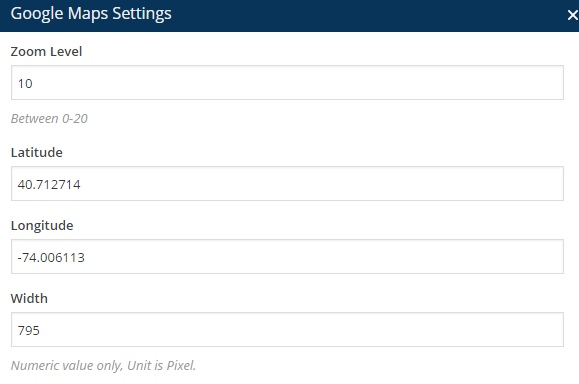 Google Maps Settings
Zoom Level
10
Between 0-20
Latitude
40.712714
Longitude
-74.006113
Width
795
Numeric value only, Unit is Pixel.